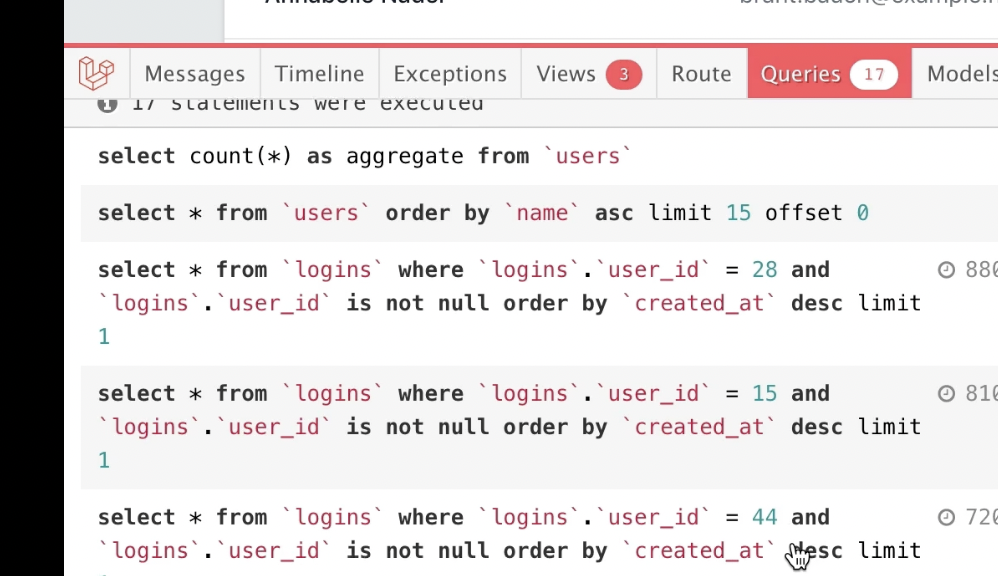 Messages Timeline Exceptions Views 3 Route Queries 17 Models
17 statements were executed
select count(*) as aggregate from `users`
select * from `users` order by `name` asc limit 15 offset 0
select * from `logins` where `logins`.`user_id` = 28 and 880
`logins`.`user_id` is not null order by `created_at` desc limit
1
select * from `logins` where `logins`.`user_id` = 15 and 810
`logins`.`user_id` is not null order by `created_at` desc limit
1
select * from `logins` where `logins`.`user_id` = 44 and 720
`logins`.`user_id` is not null order by `created_at` desc limit